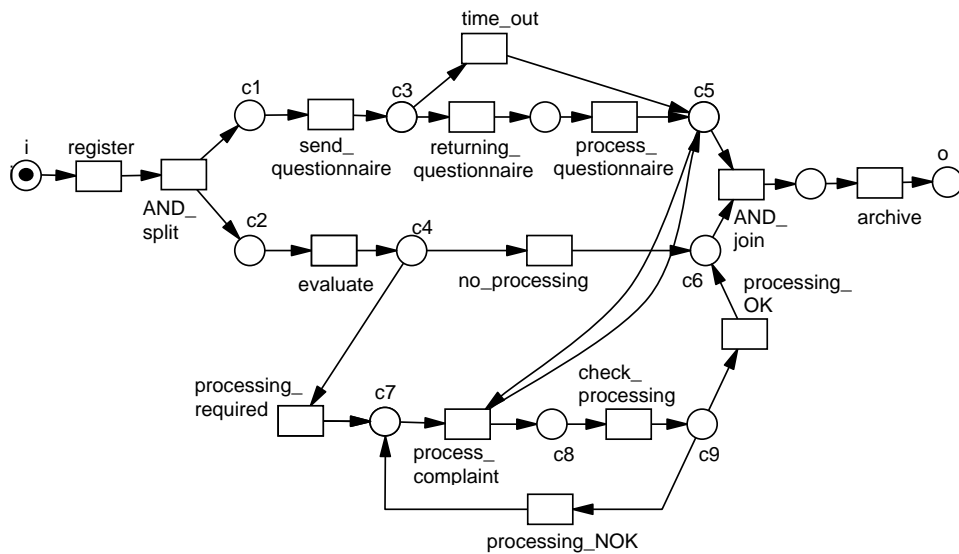 time_out
c1
c3
c5
i
register
send_
questionnaire
returning_
questionnaire
process_
questionnaire
o
AND_
split
AND_
join
archive
c2
c4
evaluate
no_processing
c6
processing_
OK
processing_
required
c7
check_
processing
process_
complaint
c8
c9
processing_NOK